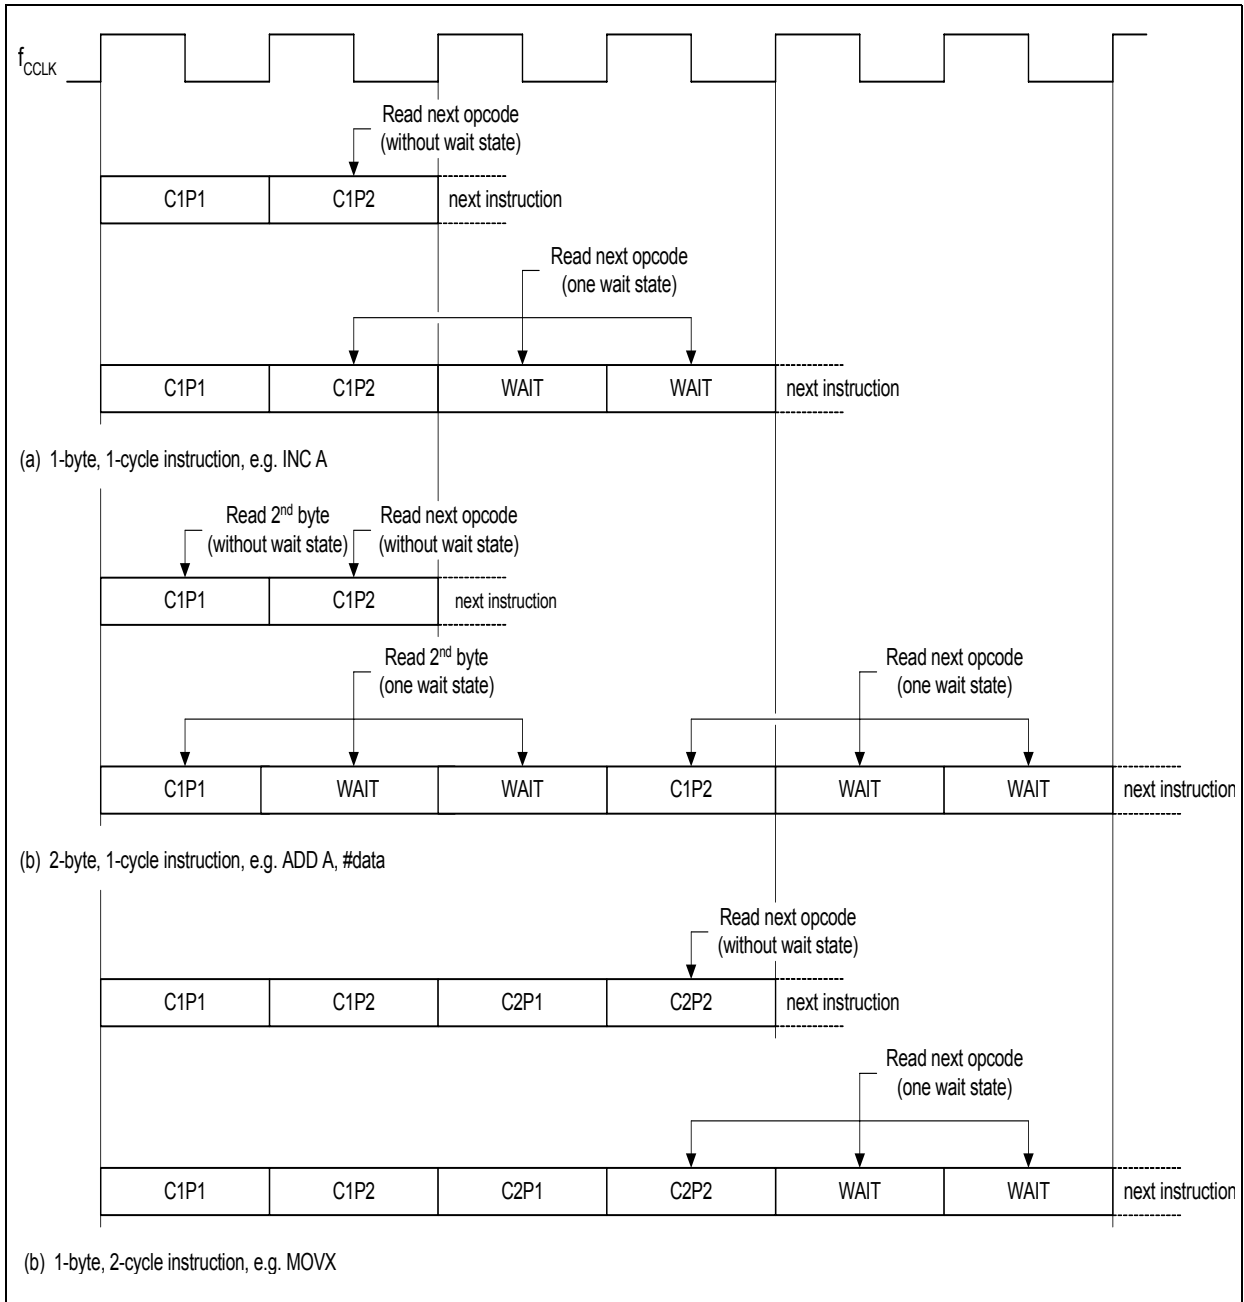 fCCLK
Read next opcode
(without wait state)
C1P1 C1P2 next instruction
Read next opcode
(one wait state)
C1P1 C1P2 WAIT WAIT next instruction
(a) 1-byte, 1-cycle instruction, e.g. INC A
Read 2nd byte Read next opcode
(without wait state) (without wait state)
C1P1 C1P2 next instruction
Read 2nd byte Read next opcode
(one wait state) (one wait state)
C1P1 WAIT WAIT C1P2 WAIT WAIT next instruction
(b) 2-byte, 1-cycle instruction, e.g. ADD A, #data
Read next opcode
(without wait state)
C1P1 C1P2 C2P1 C2P2 next instruction
Read next opcode
(one wait state)
C1P1 C1P2 C2P1 C2P2 WAIT WAIT next instruction
(b) 1-byte, 2-cycle instruction, e.g. MOVX